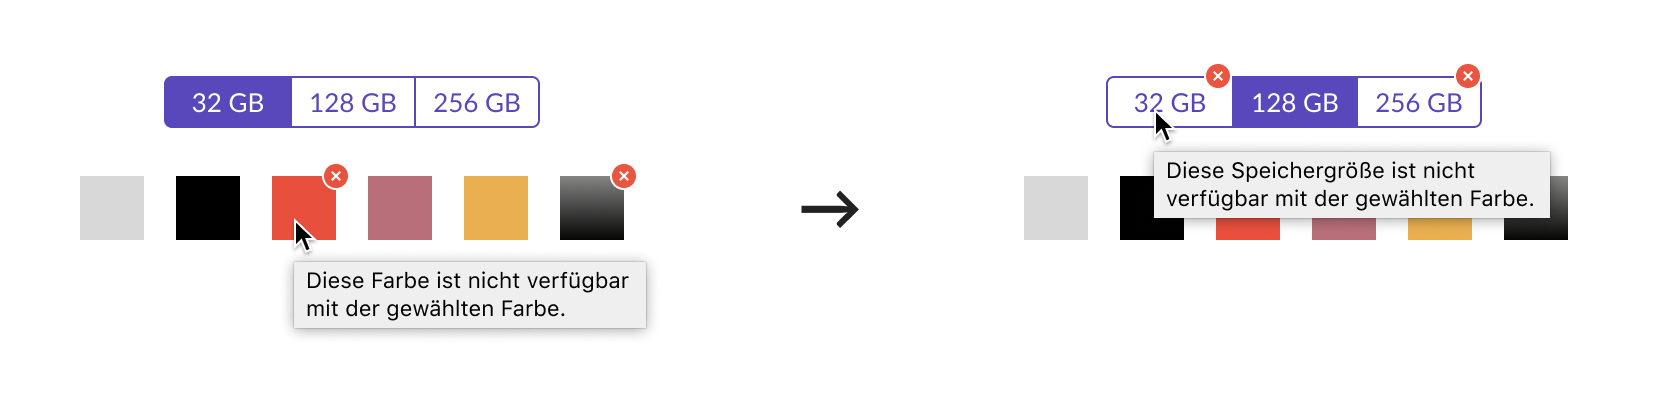 32 GB 128 GB 256 GB
Diese Farbe ist nicht verfügbar
mit der gewählten Farbe.
32 GB 128 GB 256 GB
Diese Speichergröße ist nicht
verfügbar mit der gewählten Farbe.